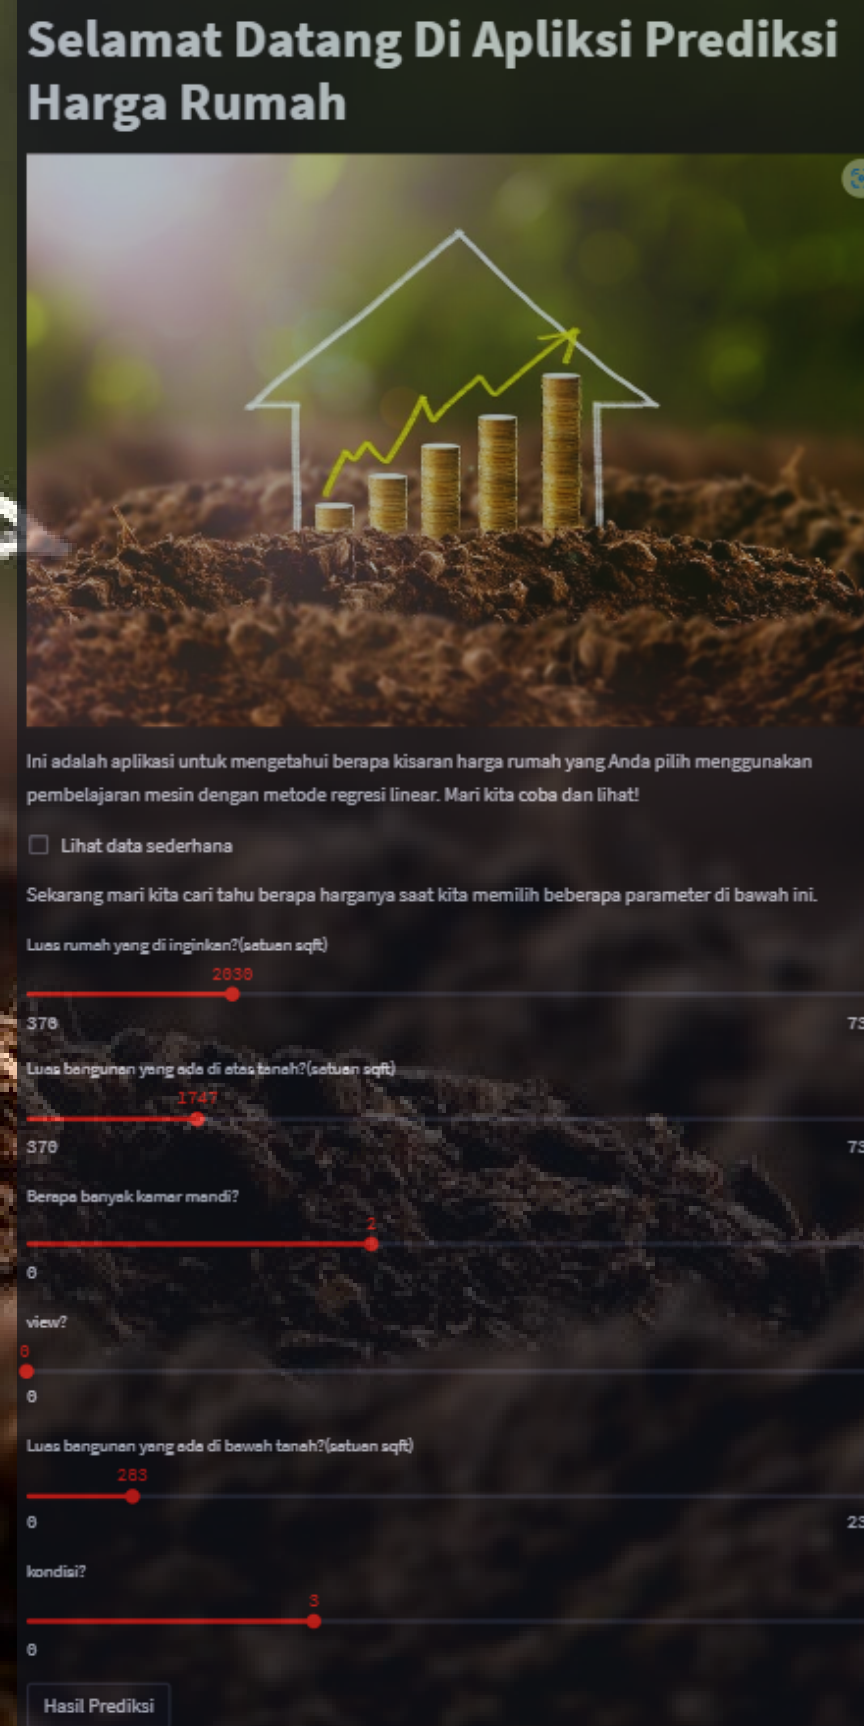 Selamat Datang Di Apliksi Prediksi
Harga Rumah
Ini adalah aplikasi untuk mengetahui berapa kisaran harga rumah yang Anda pilih menggunakan
pembelajaran mesin dengan metode regresi linear. Mari kita coba dan lihat!
Lihat data sederhana
Sekarang mari kita cari tahu berapa harganya saat kita memilih beberapa parameter di bawah ini.
Luas rumah yang di inginkan?(satuan sqft)
2030
370
Luas bangunan yang ada di atas tanah?(satuan sqft)
1747
370
Berapa banyak kamar mandi?
2
0
view?
0
0
Luas bangunan yang ada di bawah tanah?(satuan sqft)
283
0
kondisi?
3
0
Hasil Prediksi